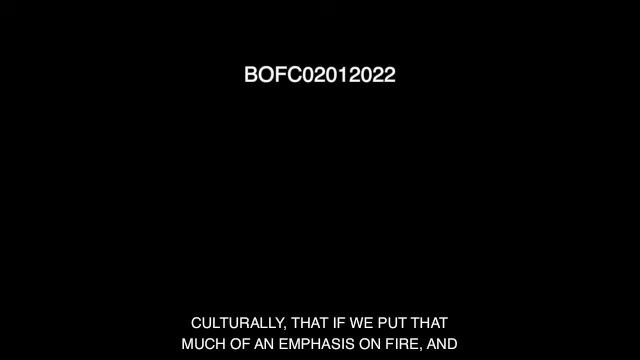 BOFC02012022
CULTURALLY, THAT IF WE PUT THAT
MUCH OF AN EMPHASIS ON FIRE, AND